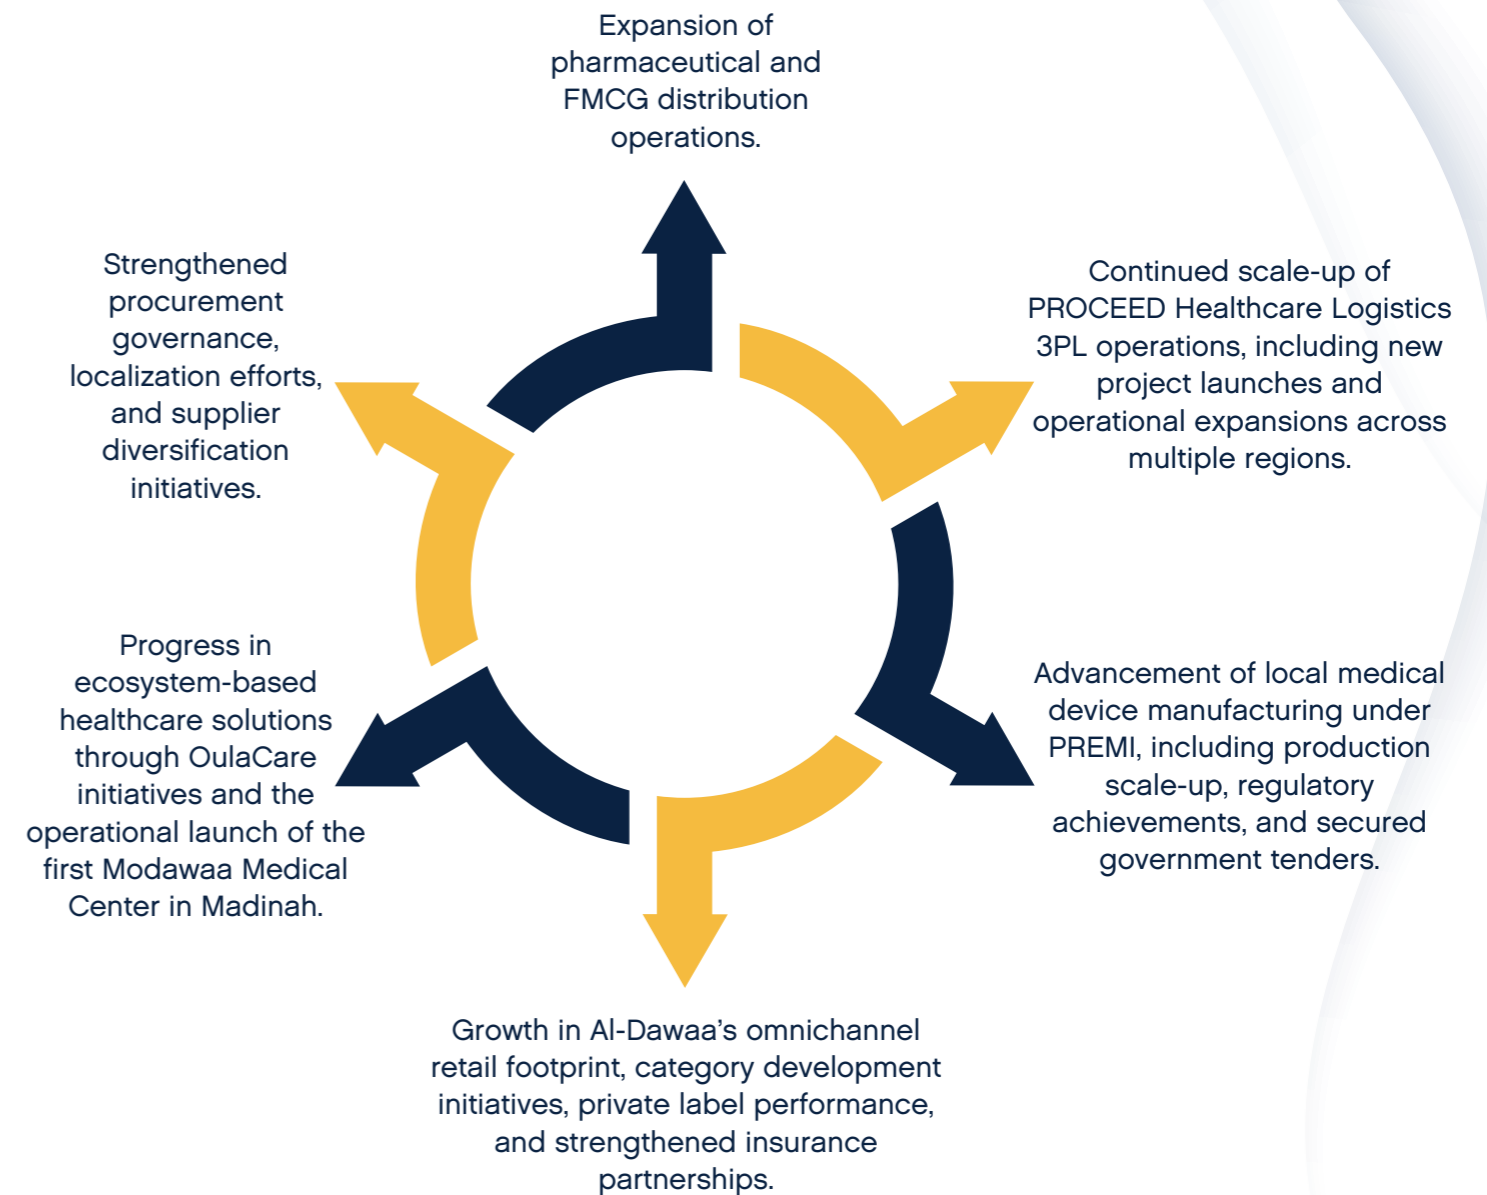 Expansion of
pharmaceutical and
FMCG distribution
operations.
Continued scale-up of
PROCEED Healthcare Logistics
3PL operations, including new
project launches and
operational expansions across
multiple regions.
Advancement of local medical
device manufacturing under
PREMI, including production
scale-up, regulatory
achievements, and secured
government tenders.
Growth in Al-Dawaa’s omnichannel
retail footprint, category development
initiatives, private label performance,
and strengthened insurance
partnerships.
Progress in
ecosystem-based
healthcare solutions
through OulaCare
initiatives and the
operational launch of the
first Modawaa Medical
Center in Madinah.
Strengthened
procurement
governance,
localization efforts,
and supplier
diversification
initiatives.